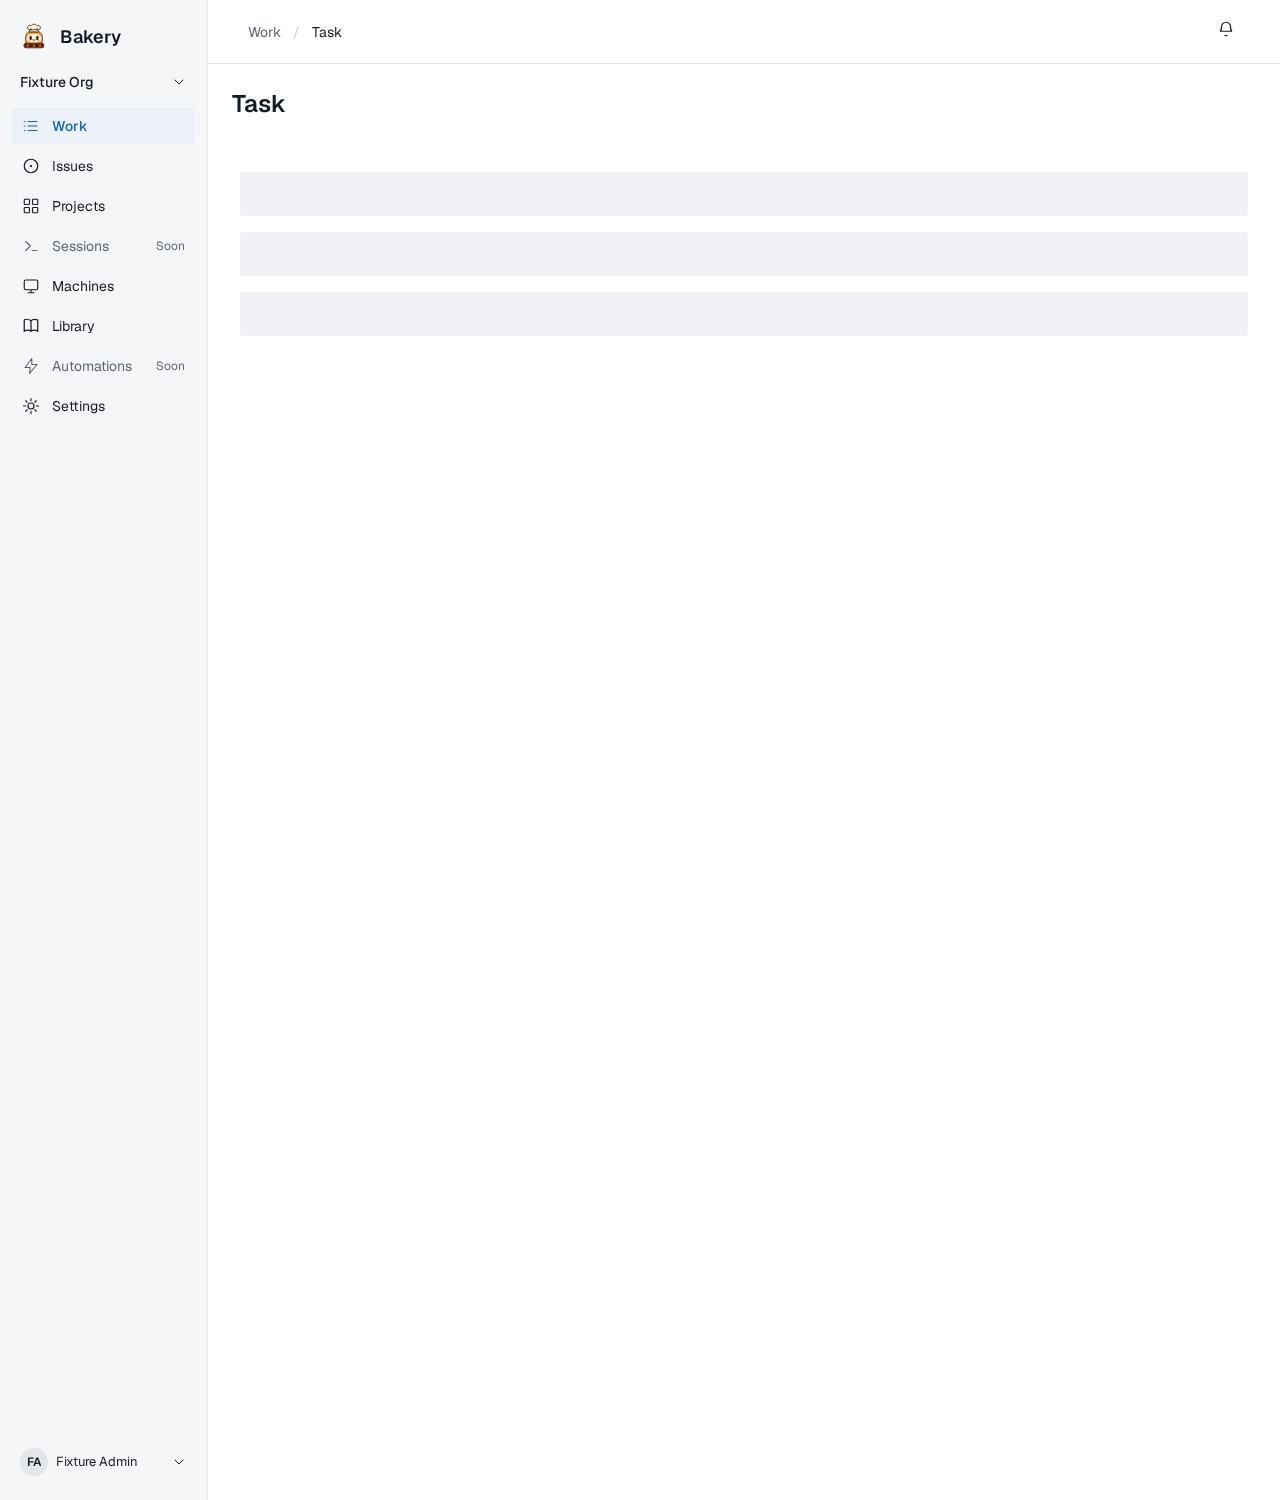 Bakery
Fixture Org
Work
Issues
Projects
Sessions Soon
Machines
Library
Automations Soon
Settings
FA Fixture Admin
Work / Task
Task